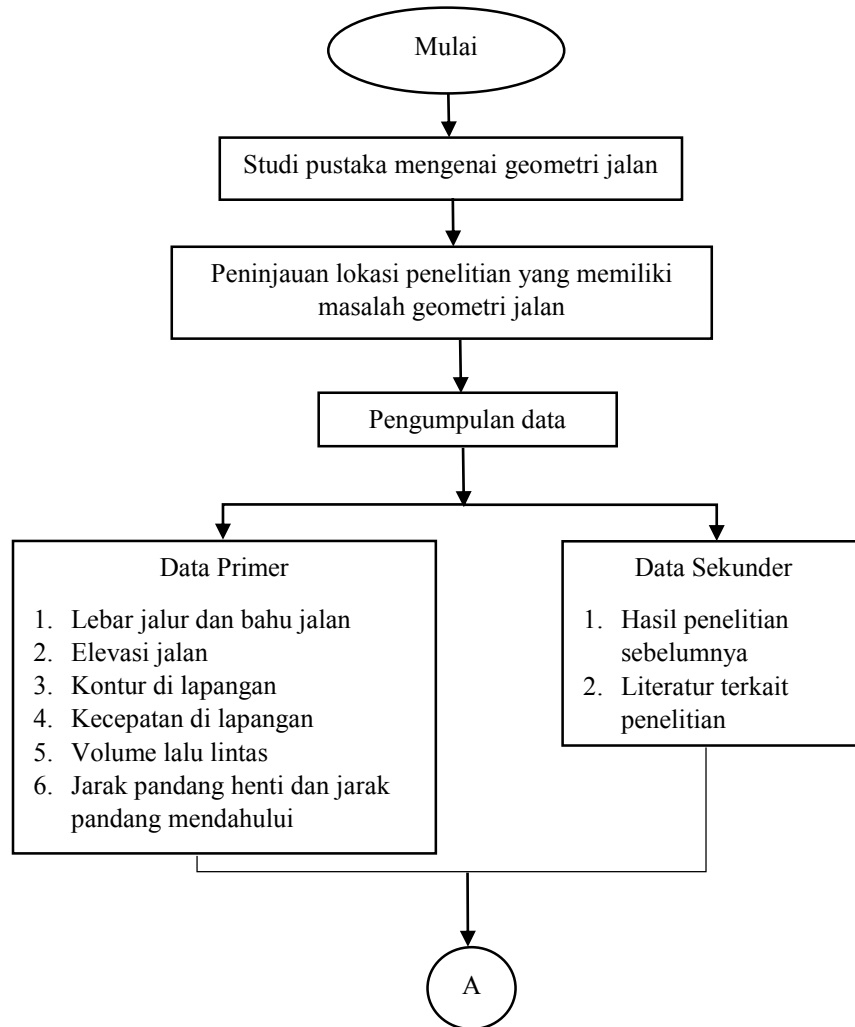 Mulai
Studi pustaka mengenai geometri jalan
Peninjauan lokasi penelitian yang memiliki
masalah geometri jalan
Pengumpulan data
Data Primer
1. Lebar jalur dan bahu jalan
2. Elevasi jalan
3. Kontur di lapangan
4. Kecepatan di lapangan
5. Volume lalu lintas
6. Jarak pandang henti dan jarak
pandang mendahului
Data Sekunder
1. Hasil penelitian
sebelumnya
2. Literatur terkait
penelitian
A